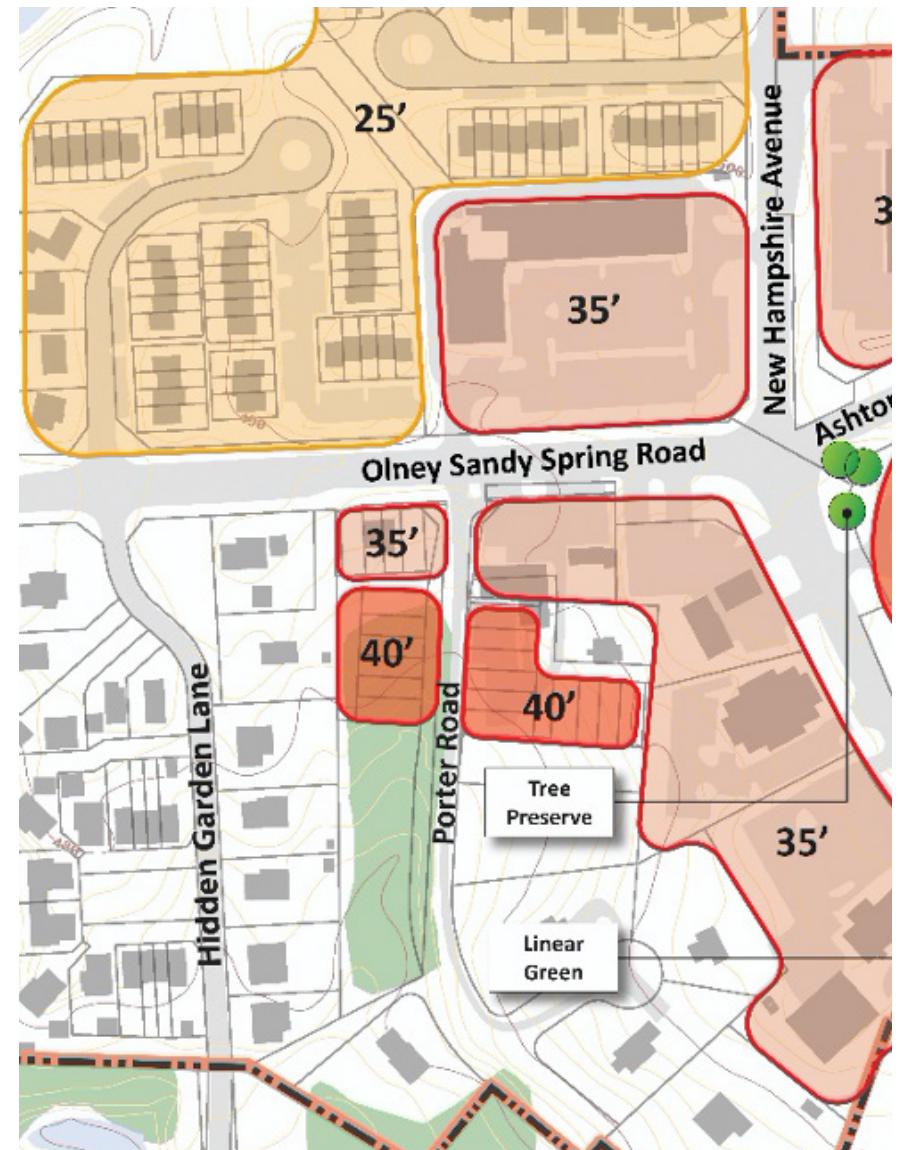 25’
New Hampshire Avenue
3
35’
Ashton
Olney Sandy Spring Road
35’
40’
40’
Porter Road
Tree
Preserve
35’
Hidden Garden Lane
Linear
Green